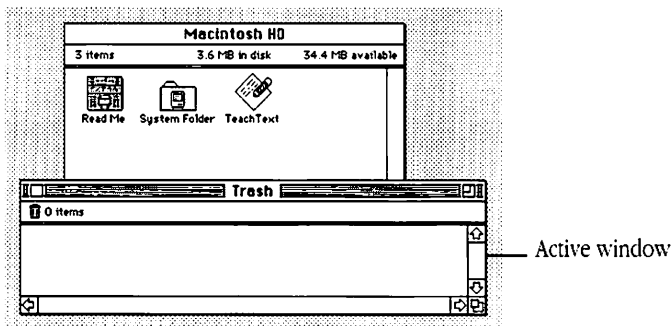 Macintosh HD
3 items 3.6 MB in disk 34.4 MB available
Read Me System Folder TeachText
Trash
0 items
Active window